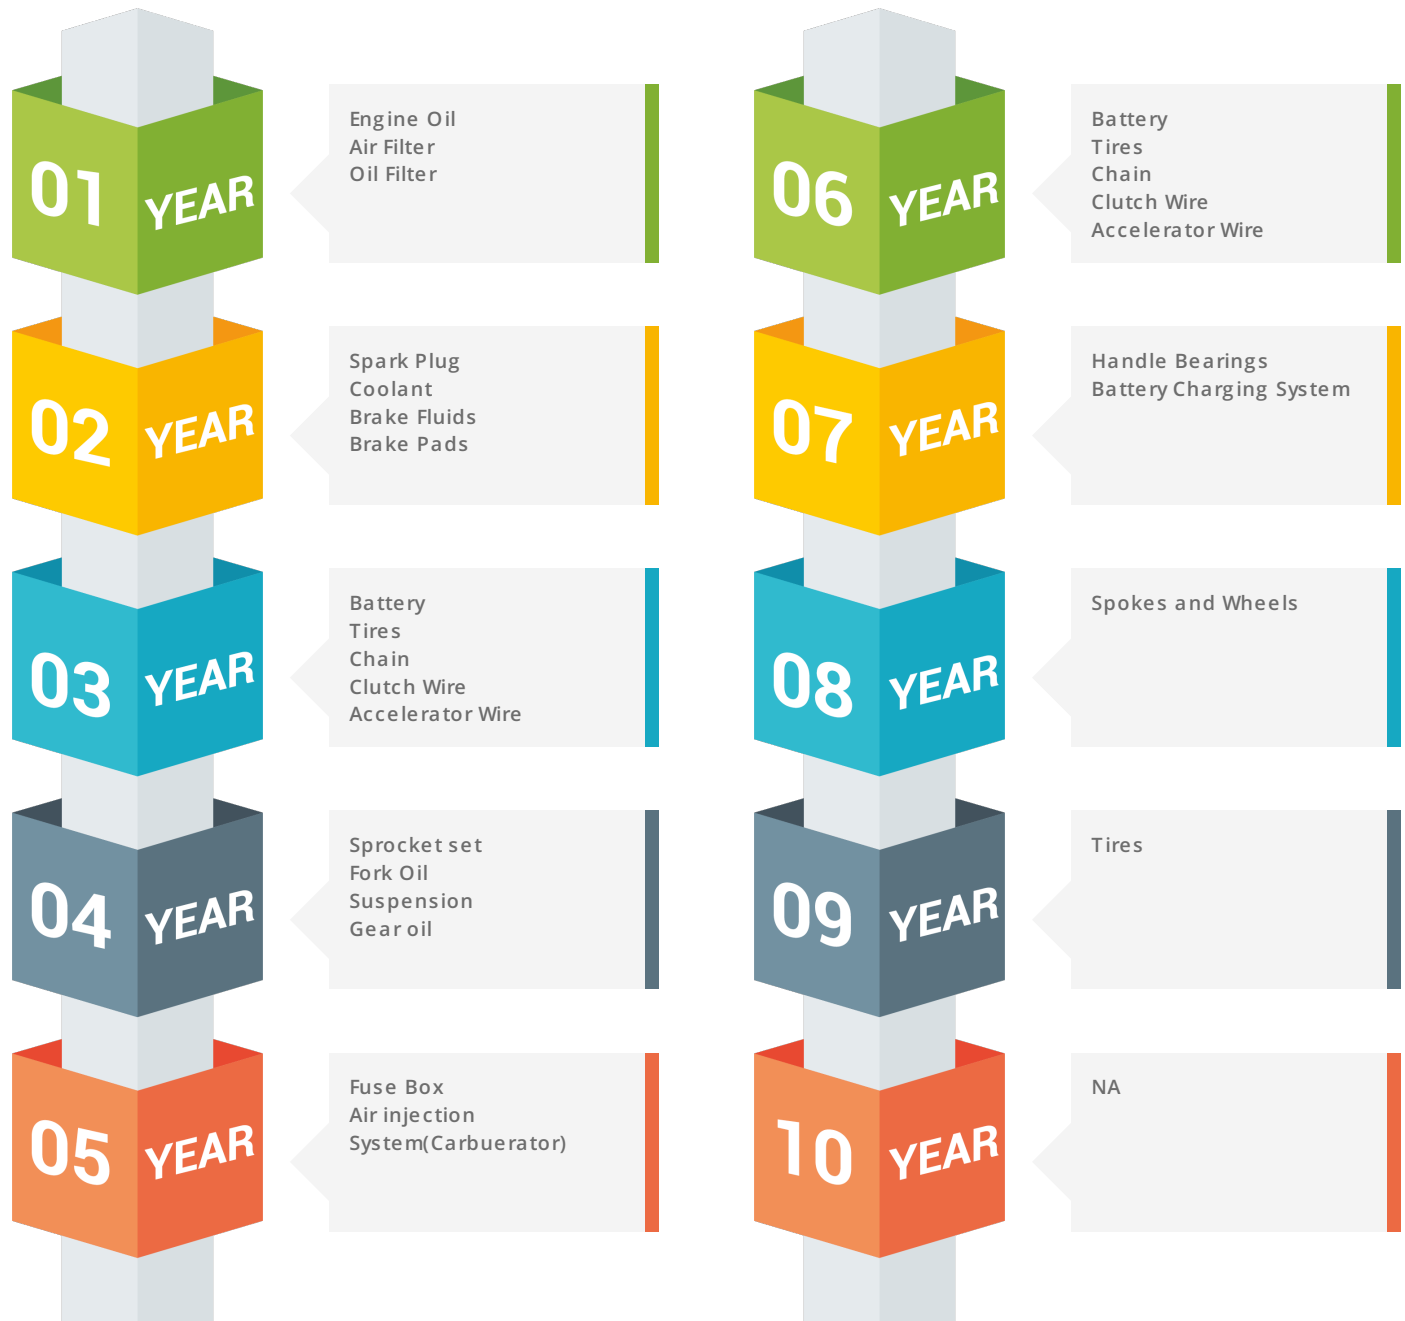 01 YEAR
Engine Oil
Air Filter
Oil Filter
02 YEAR
Spark Plug
Coolant
Brake Fluids
Brake Pads
03 YEAR
Battery
Tires
Chain
Clutch Wire
Accelerator Wire
04 YEAR
Sprocket set
Fork Oil
Suspension
Gear oil
05 YEAR
Fuse Box
Air injection
System(Carbuerator)
06 YEAR
Battery
Tires
Chain
Clutch Wire
Accelerator Wire
07 YEAR
Handle Bearings
Battery Charging System
08 YEAR
Spokes and Wheels
09 YEAR
Tires
10 YEAR
NA